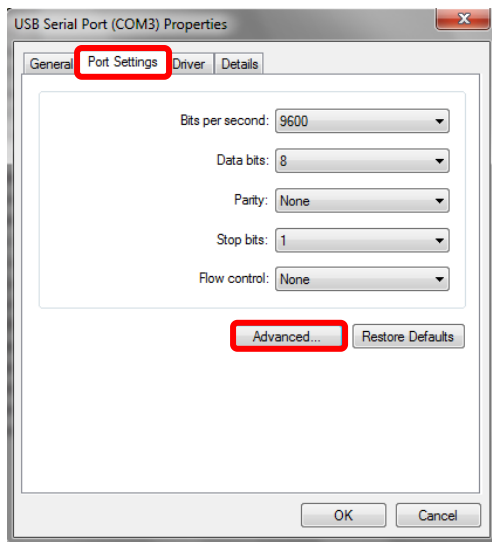 USB Serial Port (COM3) Properties
x
General Port Settings Driver Details
Bits per second: 9600
Data bits: 8
Parity: None
Stop bits: 1
Flow control: None
Advanced... Restore Defaults
OK Cancel